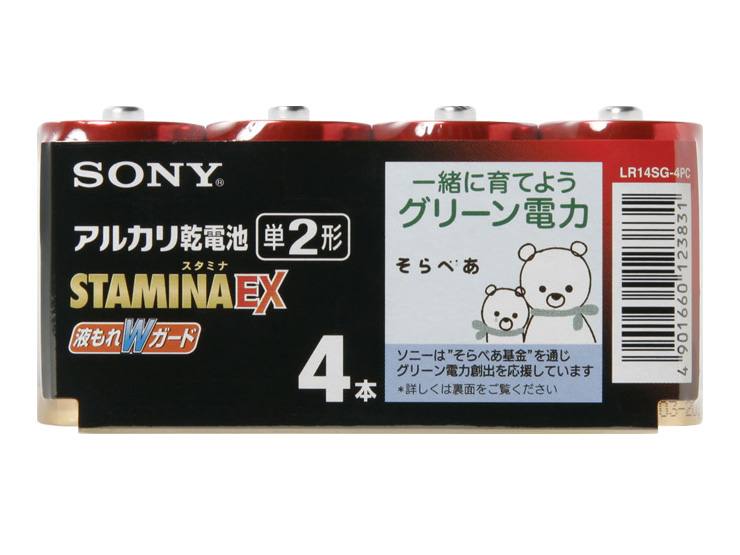 SONY®
アルカリ乾電池 単2形
スタミナ
STAMINA EX
液もれWガード
4本
一緒に育てよう
グリーン電力
そらべあ
ソニーは"そらべあ基金"を通じ
グリーン電力創出を応援しています
*詳しくは裏面をご覧ください
LR14SG-4PC
4901660123831